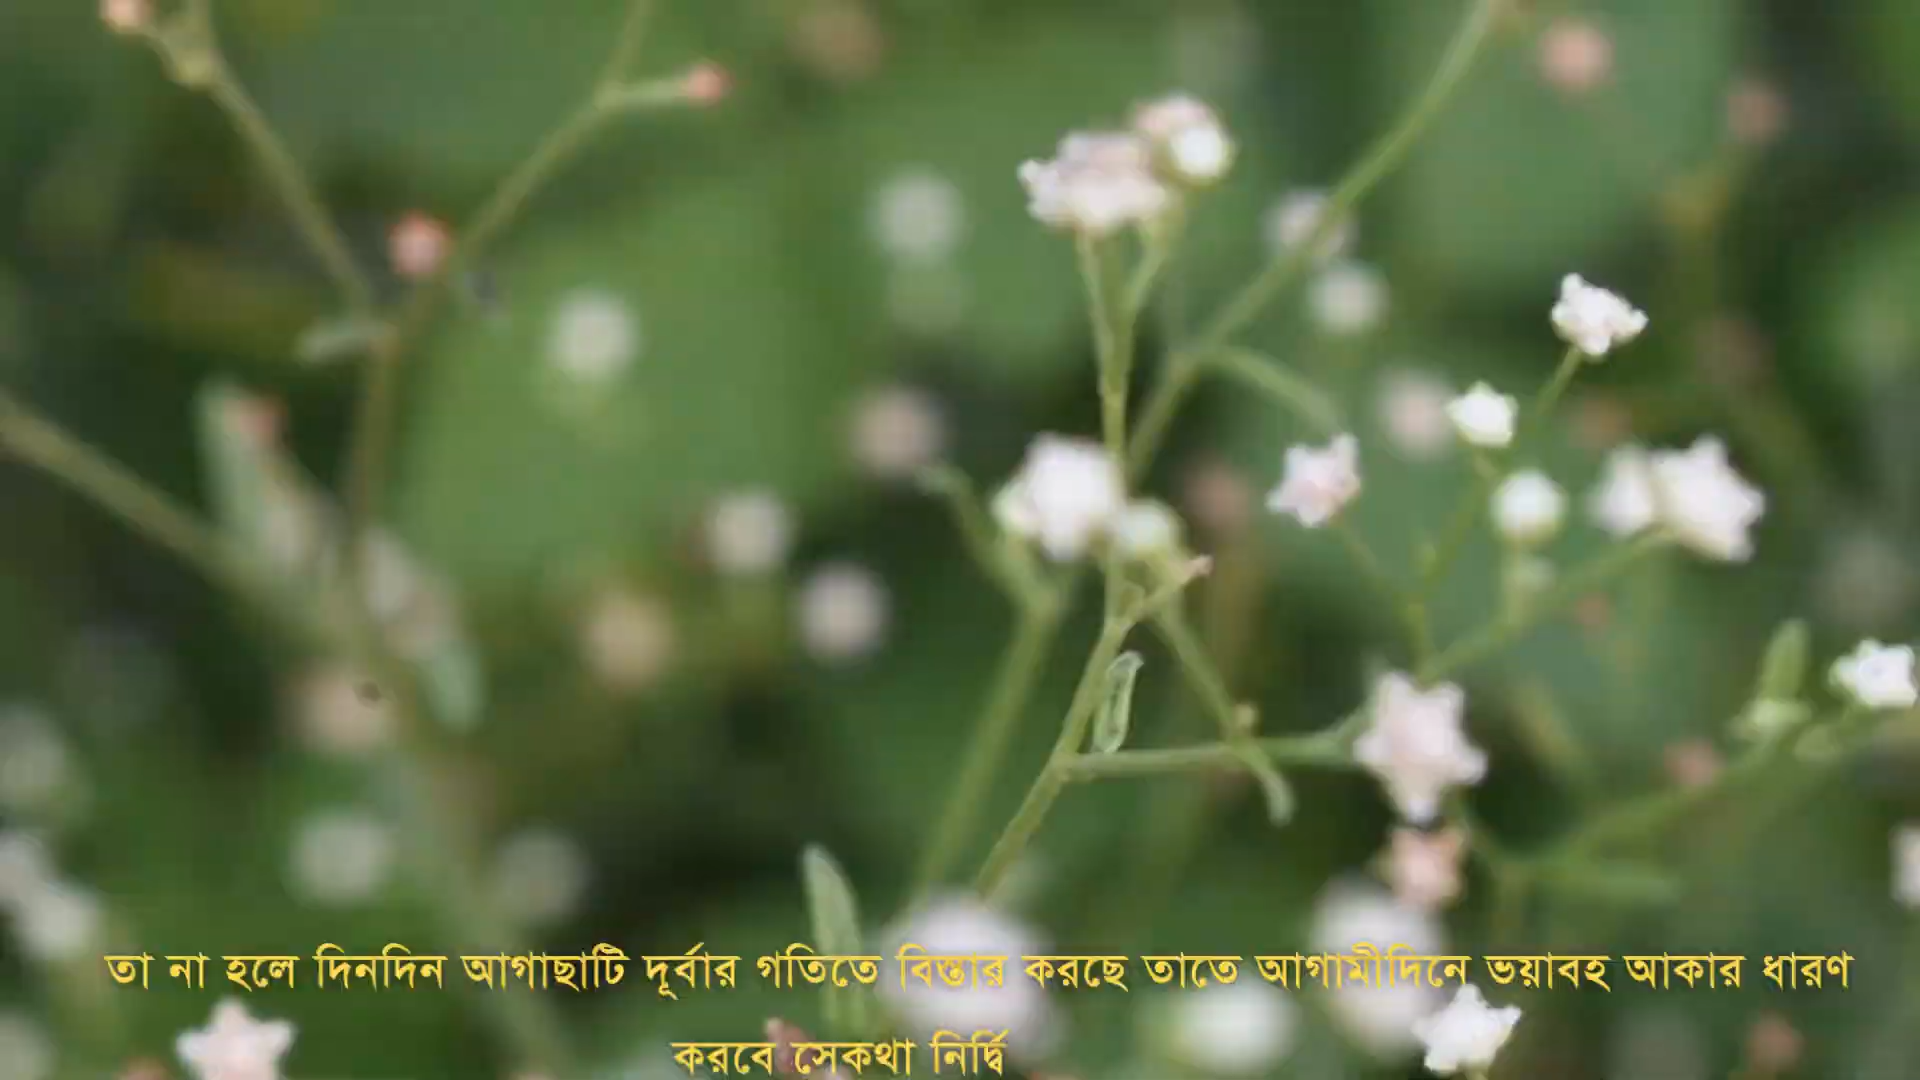 তা না হলে দিনদিন আগাছাটি দূর্বার গতিতে বিস্তার করছে তাতে আগামীদিনে ভয়াবহ আকার ধারণ
করবে সেকথা নির্দ্বি